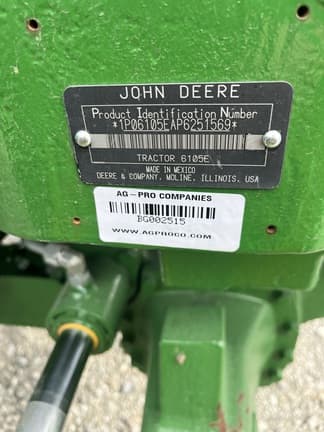 JOHN DEERE
Product Identification Number
*1P06105EAP6251569*
TRACTOR 6105E
MADE IN MEXICO
DEERE & COMPANY, MOLINE, ILLINOIS, USA
AG-PRO COMPANIES
BG002515
WWW.AGPROCO.COM